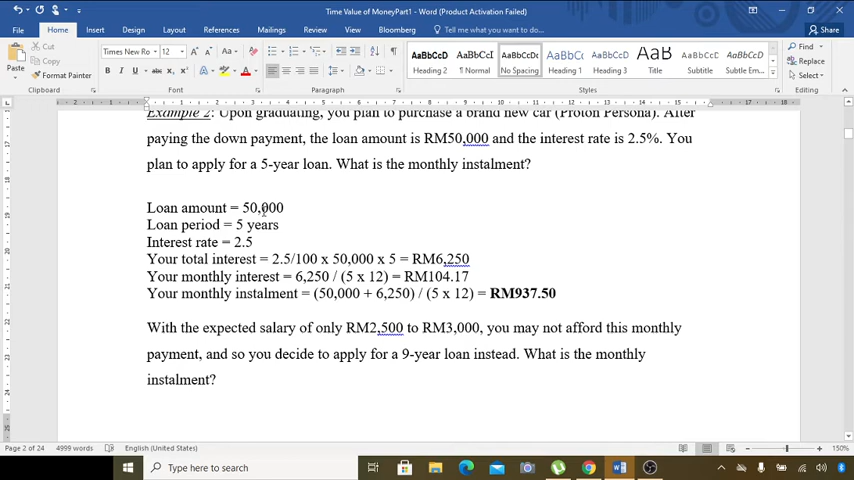 Time Value of MoneyPart1 - Word (Product Activation Failed)
File Home Insert Draw Design Layout References Mailings Review View Bloomberg Tell me what you want to do... Share
Paste Cut Copy Format Painter
Clipboard
Times New Ro 12
Font
Paragraph
AaBbCcI Heading 2
AaBbCcI ¶ Normal
AaBbCcDc No Spacing
AaBbCcI Heading 1
AaB Title
AaBbCcD Subtitle
AaBbCcDc Subtle Em...
Styles
Find Replace Select
Editing
Example 2: Upon graduating, you plan to purchase a brand new car (Proton Persona). After
paying the down payment, the loan amount is RM50,000 and the interest rate is 2.5%. You
plan to apply for a 5-year loan. What is the monthly instalment?
Loan amount = 50,000
Loan period = 5 years
Interest rate = 2.5
Your total interest = 2.5/100 x 50,000 x 5 = RM6,250
Your monthly interest = 6,250 / (5 x 12) = RM104.17
Your monthly instalment = (50,000 + 6,250) / (5 x 12) = RM937.50
With the expected salary of only RM2,500 to RM3,000, you may not afford this monthly
payment, and so you decide to apply for a 9-year loan instead. What is the monthly
instalment?
Page 2 of 24 4999 words English (United States) 150%
Type here to search